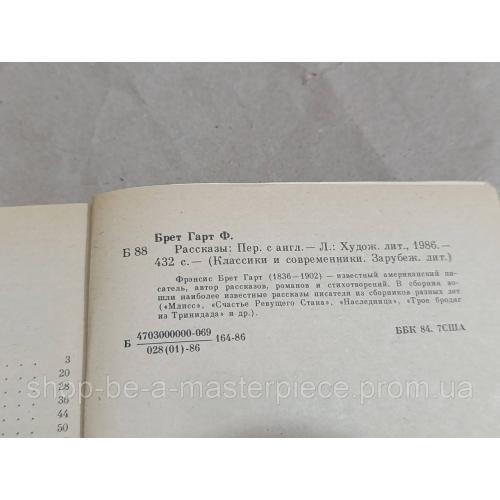 Брет Гарт Ф.
Б 88 Рассказы: Пер. с англ.— Л.: Худож. лит., 1986.—
432 с.— (Классики и современники. Зарубеж. лит.)
Фрэнсис Брет Гарт (1836—1902) — известный американский пи-
сатель, автор рассказов, романов и стихотворений. В сборник во-
шли наиболее известные рассказы писателя из сборников разных лет
(«Млисс», «Счастье Ревущего Стана», «Наследница», «Трое бродяг
из Тринидада» и др.).
Б 4703000000-069 164-86
028(01)-86
ББК 84. 7США
3
20
28
36
44
50
shop-be-a-masterpiece.prom.ua